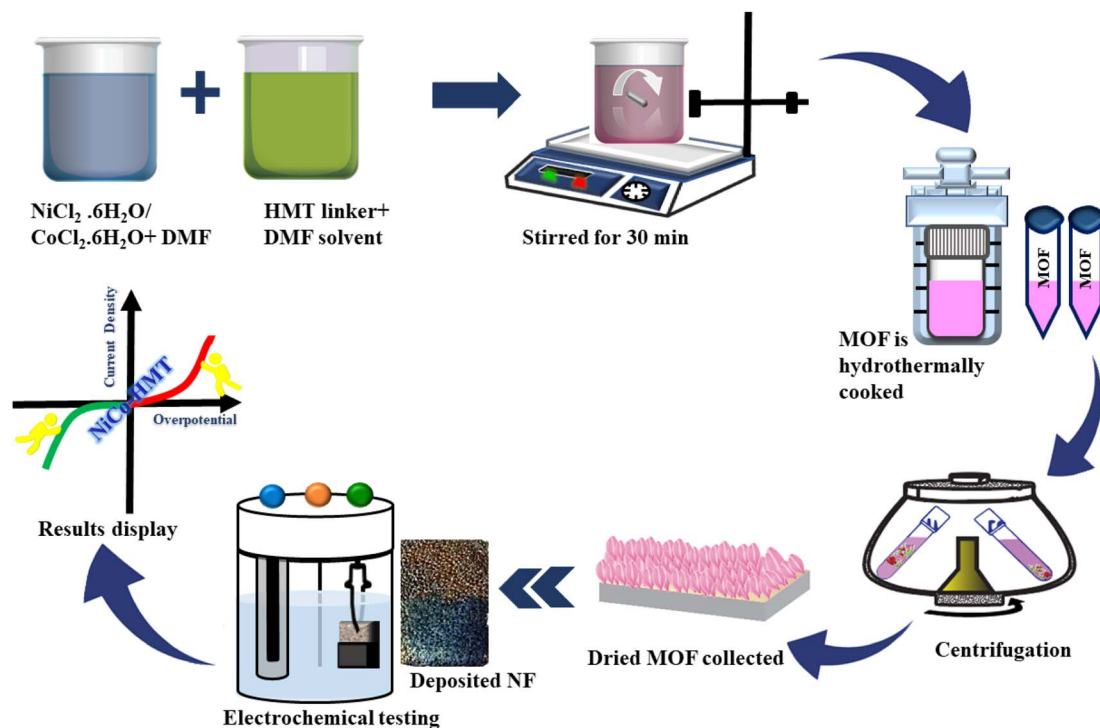 NiCl₂ .6H₂O/
CoCl₂.6H₂O+ DMF
HMT linker+
DMF solvent
Stirred for 30 min
MOF
MOF
MOF is
hydrothermally
cooked
Centrifugation
Dried MOF collected
Deposited NF
Electrochemical testing
Current Density
NiCo-HMT
Overpotential
Results display